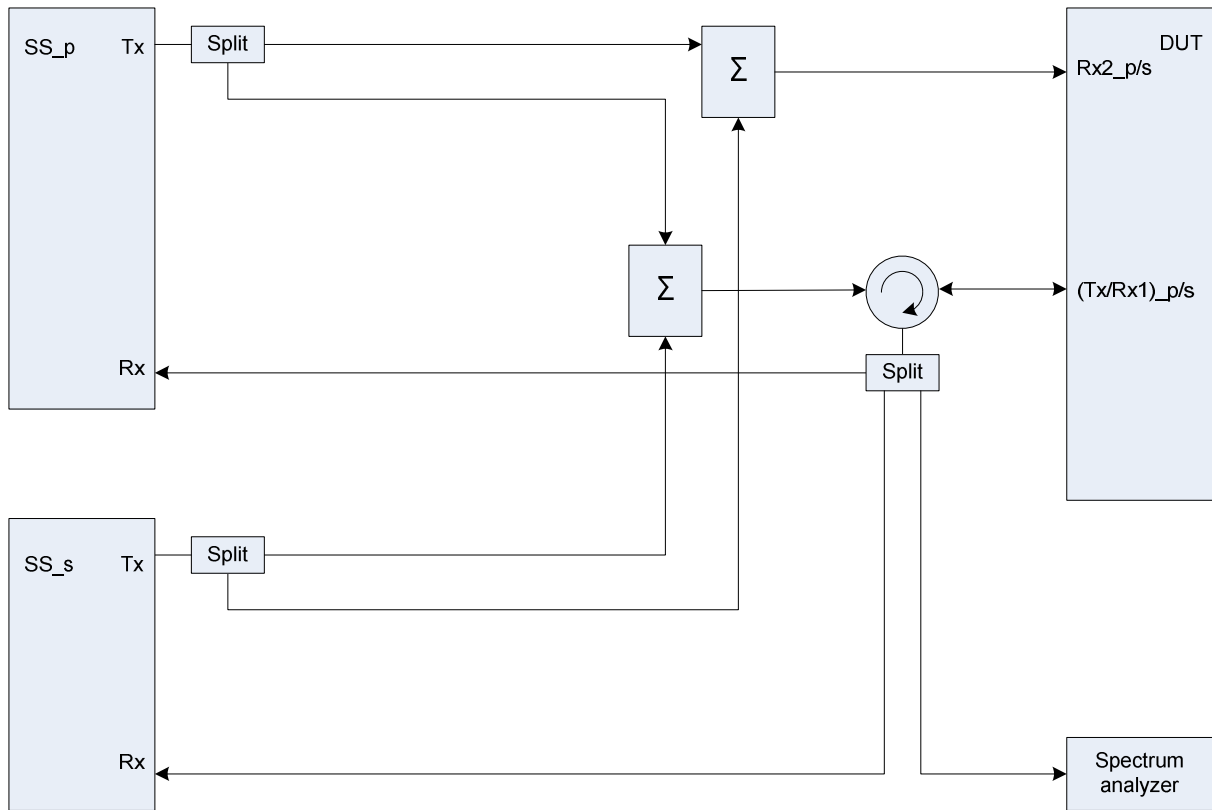 SS_p
Tx
Split
Σ
DUT
Rx2_p/s
Σ
(Tx/Rx1)_p/s
Rx
Split
SS_s
Tx
Split
Rx
Spectrum
analyzer